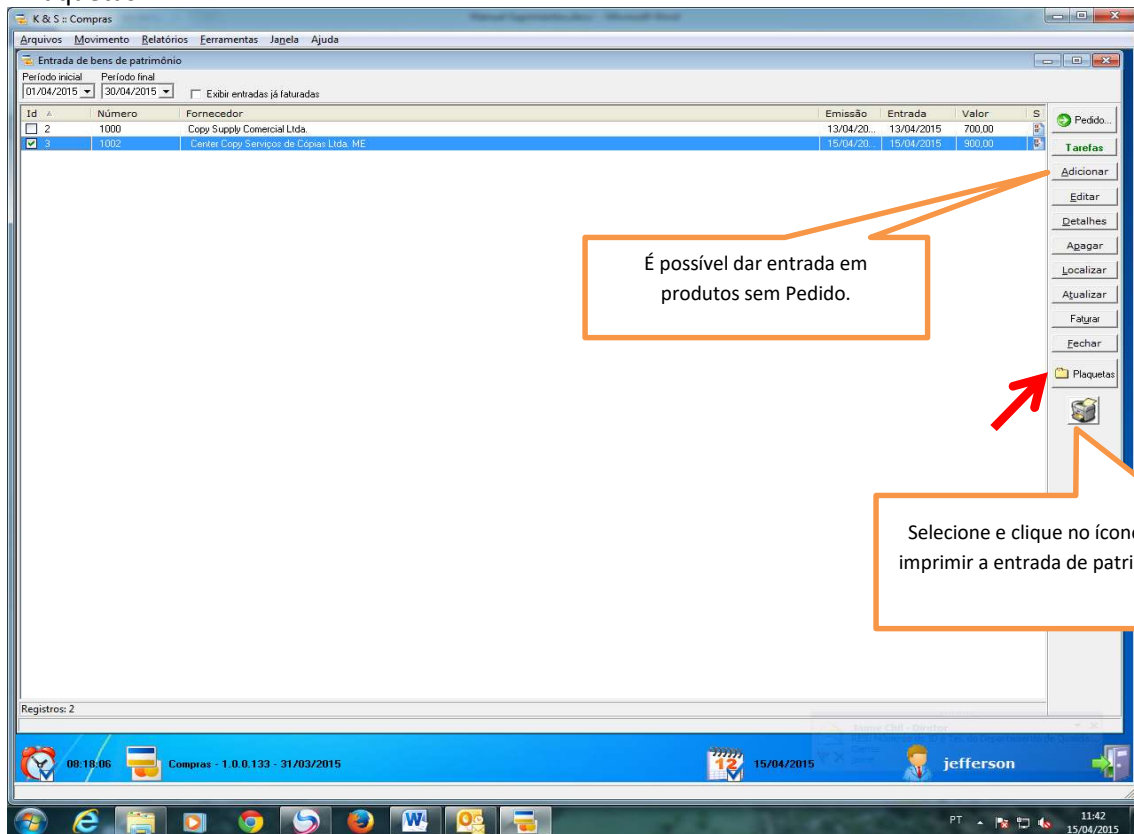 K & S :: Compras
Arquivos Movimento Relatórios Ferramentas Janela Ajuda
Entrada de bens de patrimônio
Período inicial Período final
01/04/2015 30/04/2015 Exibir entradas já faturadas
Id Número Fornecedor Emissão Entrada Valor S
2 1000 Copy Supply Comercial Ltda. 13/04/20... 13/04/2015 700,00
3 1002 Center Copy Serviços de Cópias Ltda. ME 15/04/20... 15/04/2015 900,00
Pedido...
Tarefas
Adicionar
Editar
Detalhes
Apagar
Localizar
Atualizar
Faturar
Fechar
Plaquetas
É possível dar entrada em
produtos sem Pedido.
Selecione e clique no ícone
imprimir a entrada de patri
Registros: 2
08:18:06 Compras - 1.0.0.133 - 31/03/2015 12 15/04/2015 jefferson
PT 11:42
15/04/2015